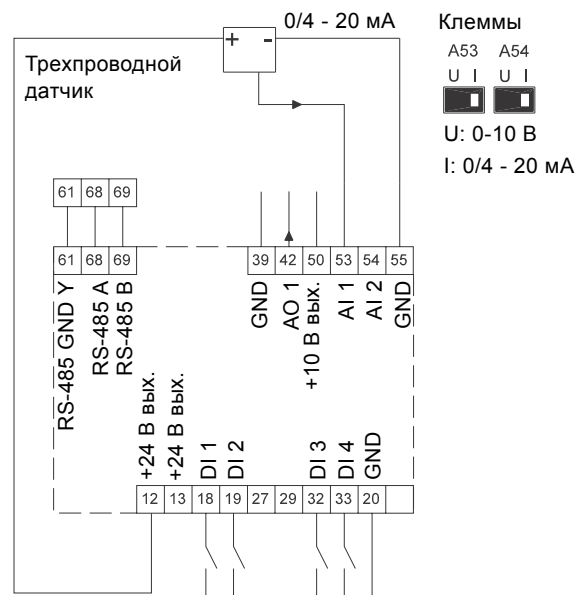 0/4 - 20 мА
Клеммы
A53 A54
U I U I
U: 0-10 В
I: 0/4 - 20 мА
+ -
Трехпроводной
датчик
61 68 69
61 68 69 39 42 50 53 54 55
RS-485 GND Y
RS-485 A
RS-485 B
GND
AO 1
+10 В вых.
AI 1
AI 2
GND
+24 В вых.
+24 В вых.
DI 1
DI 2
DI 3
DI 4
GND
12 13 18 19 27 29 32 33 20